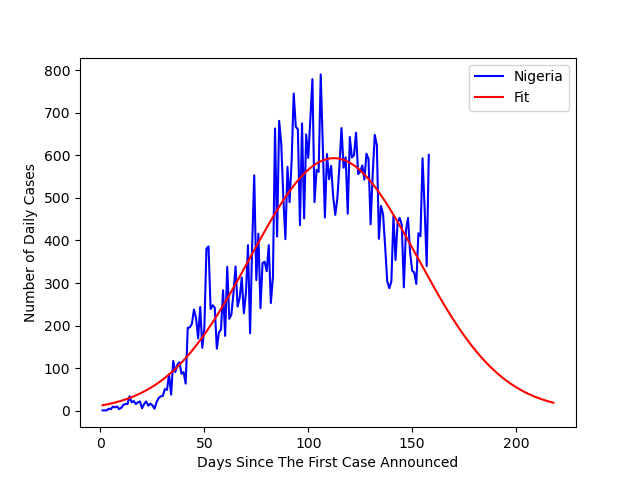 Nigeria
Fit
800
700
600
500
400
300
200
100
0
Number of Daily Cases
0 50 100 150 200
Days Since The First Case Announced